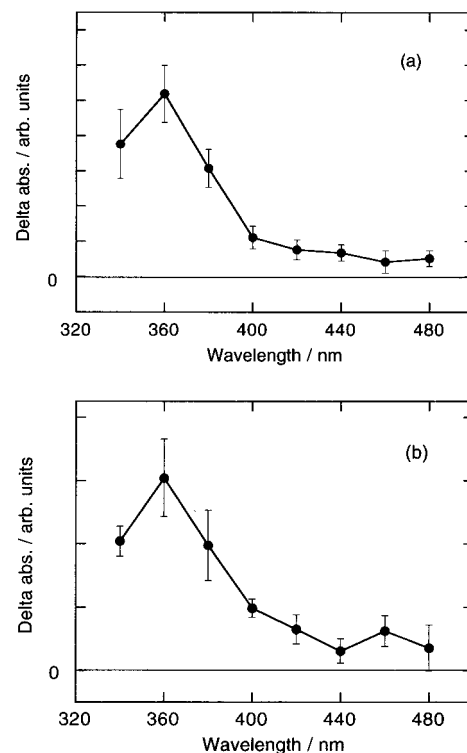 (a)
Delta abs. / arb. units
0
320 360 400 440 480
Wavelength / nm
(b)
Delta abs. / arb. units
0
320 360 400 440 480
Wavelength / nm